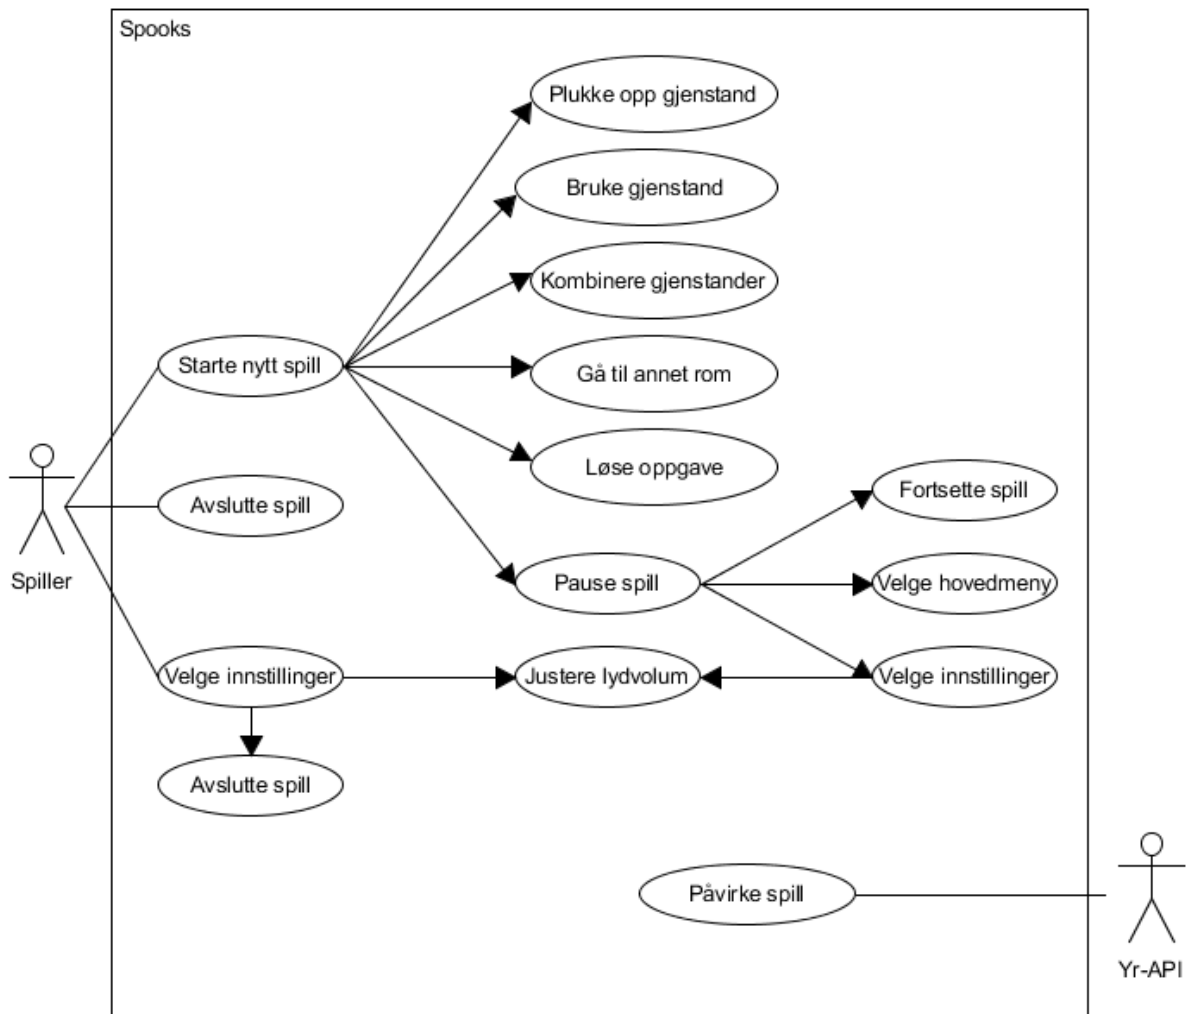 Spooks
Plukke opp gjenstand
Bruke gjenstand
Kombinere gjenstander
Starte nytt spill
Gå til annet rom
Løse oppgave
Fortsette spill
Avslutte spill
Spiller
Pause spill
Velge hovedmeny
Velge innstillinger
Justere lydvolum
Velge innstillinger
Avslutte spill
Påvirke spill
Yr-API